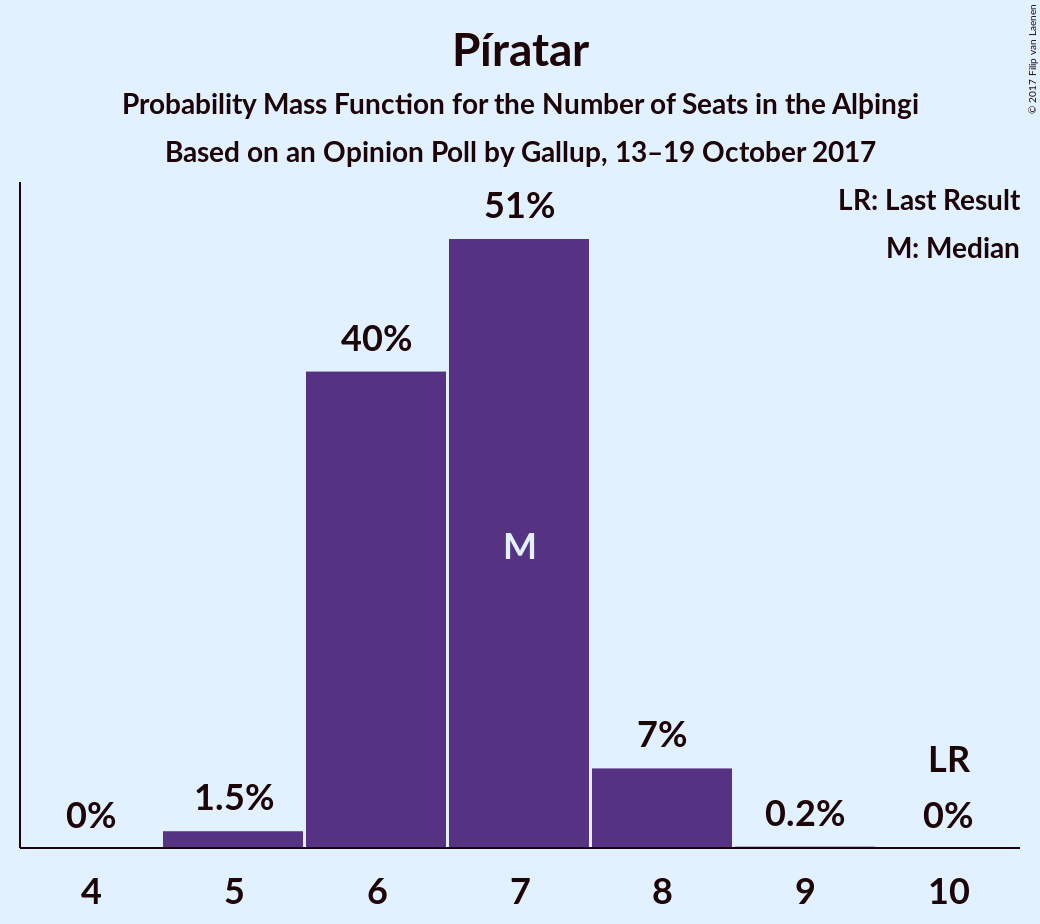 Píratar
Probability Mass Function for the Number of Seats in the Alþingi
Based on an Opinion Poll by Gallup, 13–19 October 2017
© 2017 Filip van Laenen
LR: Last Result
M: Median
51%
40%
M
7%
LR
1.5%
0%
0.2%
0%
4 5 6 7 8 9 10